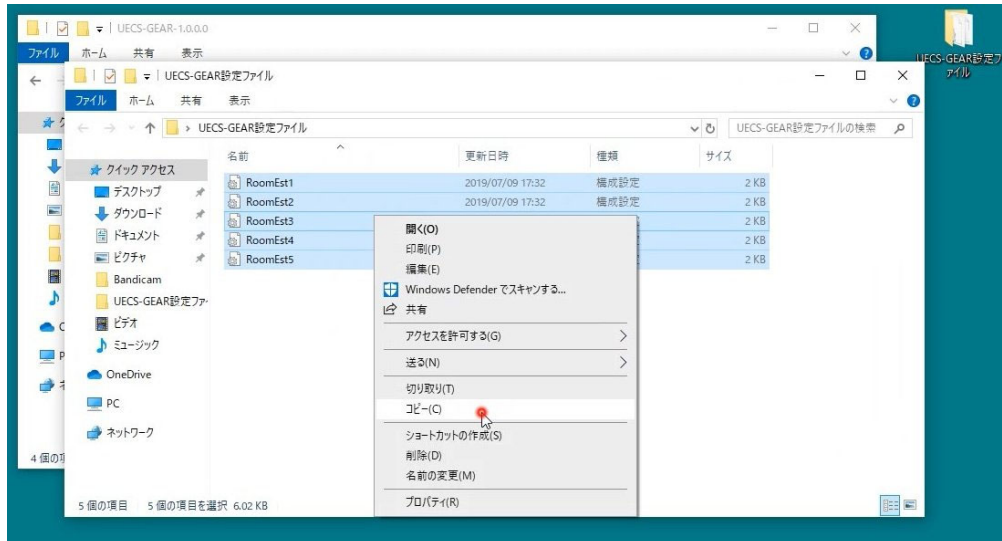 UECS-GEAR-1.0.0.0
ファイル ホーム 共有 表示
UECS-GEAR設定ファイル
UECS-GEAR設定ファイル
ファイル ホーム 共有 表示
UECS-GEAR設定ファイル
UECS-GEAR設定ファイルの検索
名前 更新日時 種類 サイズ
クイック アクセス
デスクトップ
ダウンロード
ドキュメント
ピクチャ
Bandicam
UECS-GEAR設定ファ
ビデオ
ミュージック
OneDrive
PC
ネットワーク
RoomEst1 2019/07/09 17:32 構成設定 2 KB
RoomEst2 2019/07/09 17:32 構成設定 2 KB
RoomEst3 2 KB
RoomEst4 2 KB
RoomEst5 2 KB
開く(O)
印刷(P)
編集(E)
Windows Defender でスキャンする...
共有
アクセスを許可する(G)
送る(N)
切り取り(T)
コピー(C)
ショートカットの作成(S)
削除(D)
名前の変更(M)
プロパティ(R)
4 個の
5 個の項目 5 個の項目を選択 6.02 KB